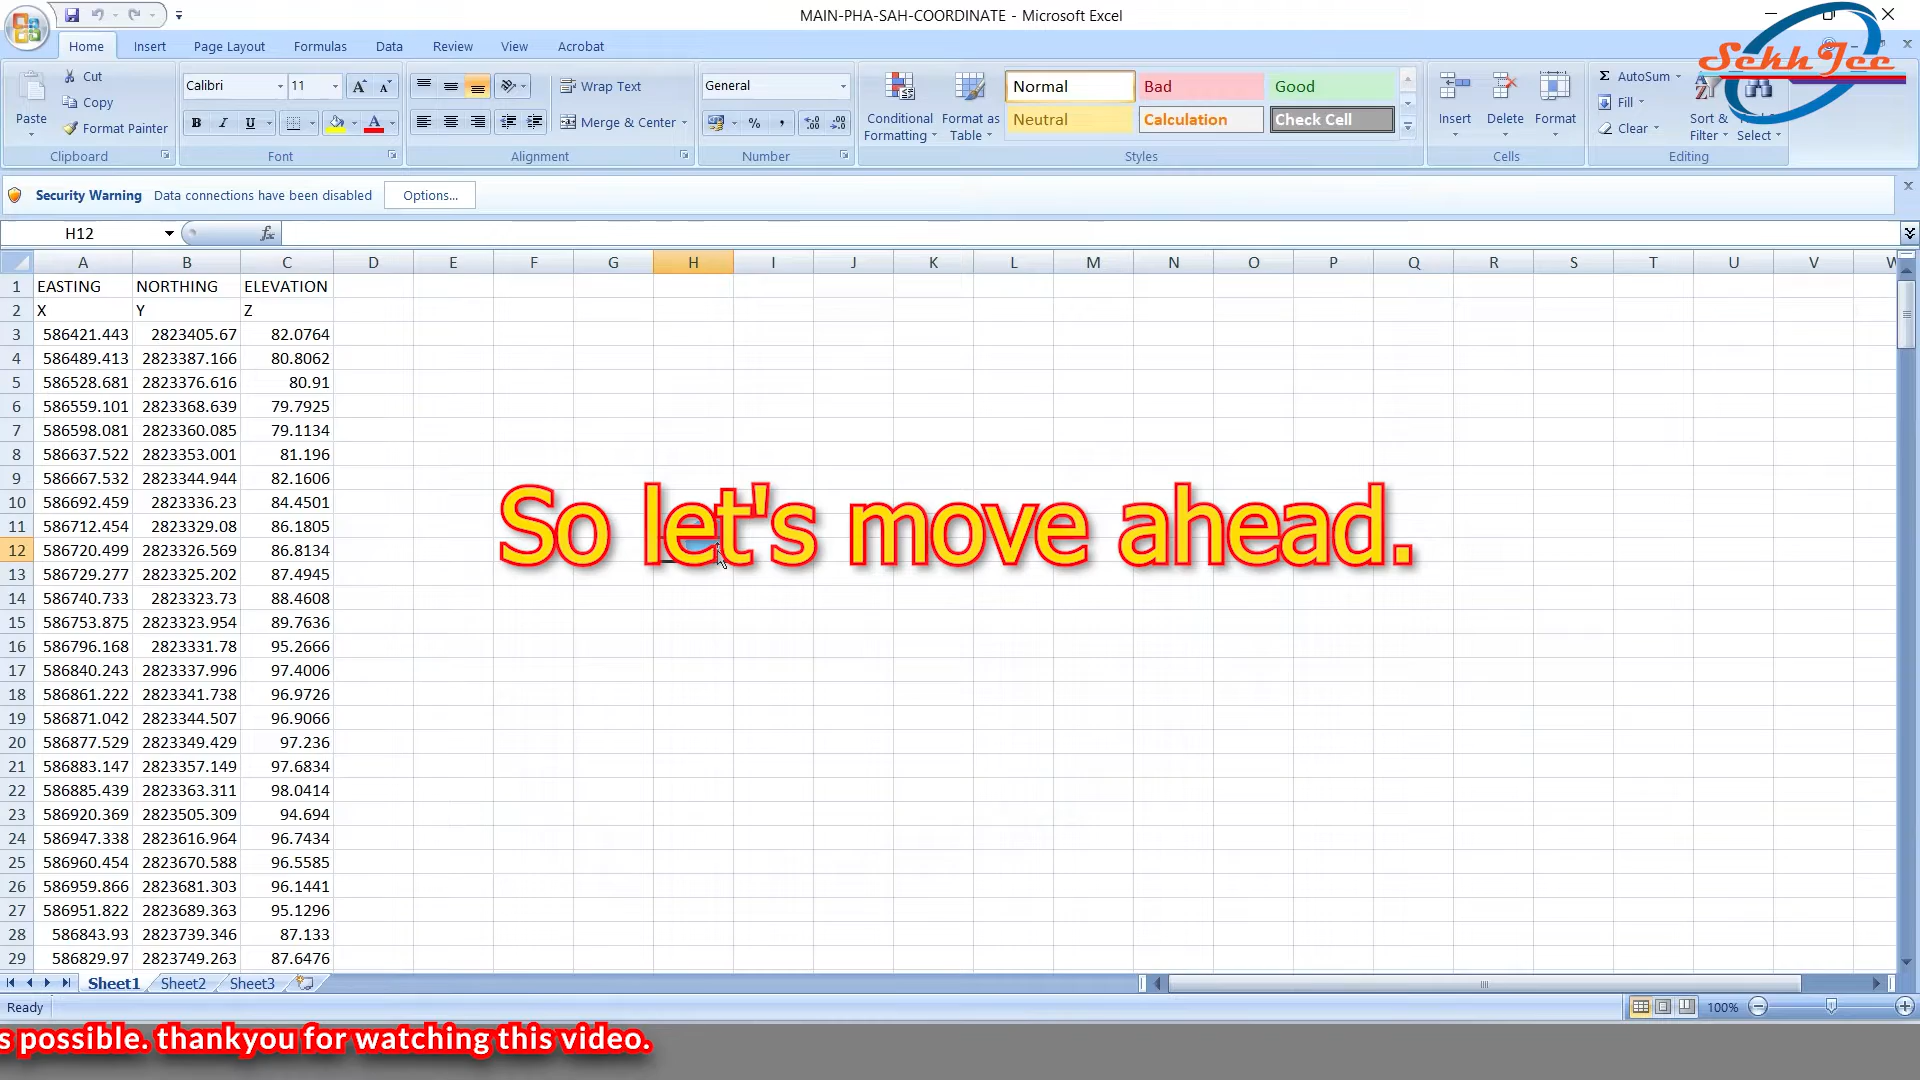 MAIN-PHA-SAH-COORDINATE - Microsoft Excel
Home Insert Page Layout Formulas Data Review View Acrobat
SekhJee
Paste
Cut
Copy
Format Painter
Clipboard
Calibri 11
B I U
Font
Wrap Text
Merge & Center
Alignment
General
%
Number
Conditional Formatting
Format as Table
Normal Bad Good
Neutral Calculation Check Cell
Styles
Insert Delete Format
Cells
Σ AutoSum
Fill
Clear
Sort & Filter
Select
Editing
Security Warning Data connections have been disabled Options...
H12 fx
A B C D E F G H I J K L M N O P Q R S T U V W
1 EASTING NORTHING ELEVATION
2 X Y Z
3 586421.443 2823405.67 82.0764
4 586489.413 2823387.166 80.8062
5 586528.681 2823376.616 80.91
6 586559.101 2823368.639 79.7925
7 586598.081 2823360.085 79.1134
8 586637.522 2823353.001 81.196
9 586667.532 2823344.944 82.1606
10 586692.459 2823336.23 84.4501
11 586712.454 2823329.08 86.1805
12 586720.499 2823326.569 86.8134
13 586729.277 2823325.202 87.4945
14 586740.733 2823323.73 88.4608
15 586753.875 2823323.954 89.7636
16 586796.168 2823331.78 95.2666
17 586840.243 2823337.996 97.4006
18 586861.222 2823341.738 96.9726
19 586871.042 2823344.507 96.9066
20 586877.529 2823349.429 97.236
21 586883.147 2823357.149 97.6834
22 586885.439 2823363.311 98.0414
23 586920.369 2823505.309 94.694
24 586947.338 2823616.964 96.7434
25 586960.454 2823670.588 96.5585
26 586959.866 2823681.303 96.1441
27 586951.822 2823689.363 95.1296
28 586843.93 2823739.346 87.133
29 586829.97 2823749.263 87.6476
So let's move ahead.
Sheet1 Sheet2 Sheet3
Ready 100%
s possible. thankyou for watching this video.